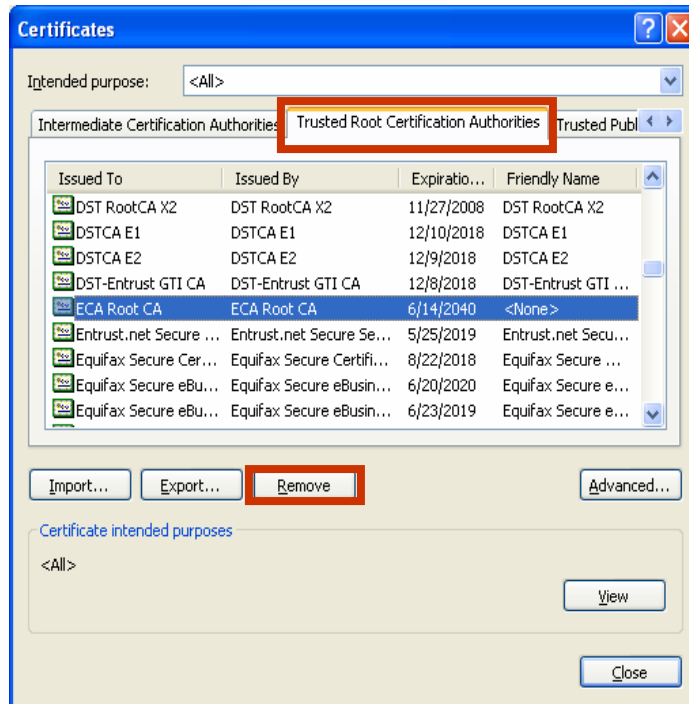 Certificates
Intended purpose: <All>
Intermediate Certification Authorities Trusted Root Certification Authorities Trusted Publ
Issued To Issued By Expiratio... Friendly Name
DST RootCA X2 DST RootCA X2 11/27/2008 DST RootCA X2
DSTCA E1 DSTCA E1 12/10/2018 DSTCA E1
DSTCA E2 DSTCA E2 12/9/2018 DSTCA E2
DST-Entrust GTI CA DST-Entrust GTI CA 12/8/2018 DST-Entrust GTI ...
ECA Root CA ECA Root CA 6/14/2040 <None>
Entrust.net Secure ... Entrust.net Secure Se... 5/25/2019 Entrust.net Secu...
Equifax Secure Cer... Equifax Secure Certifi... 8/22/2018 Equifax Secure ...
Equifax Secure eBu... Equifax Secure eBusin... 6/20/2020 Equifax Secure e...
Equifax Secure eBu... Equifax Secure eBusin... 6/23/2019 Equifax Secure e...
Import... Export... Remove Advanced...
Certificate intended purposes
<All>
View
Close